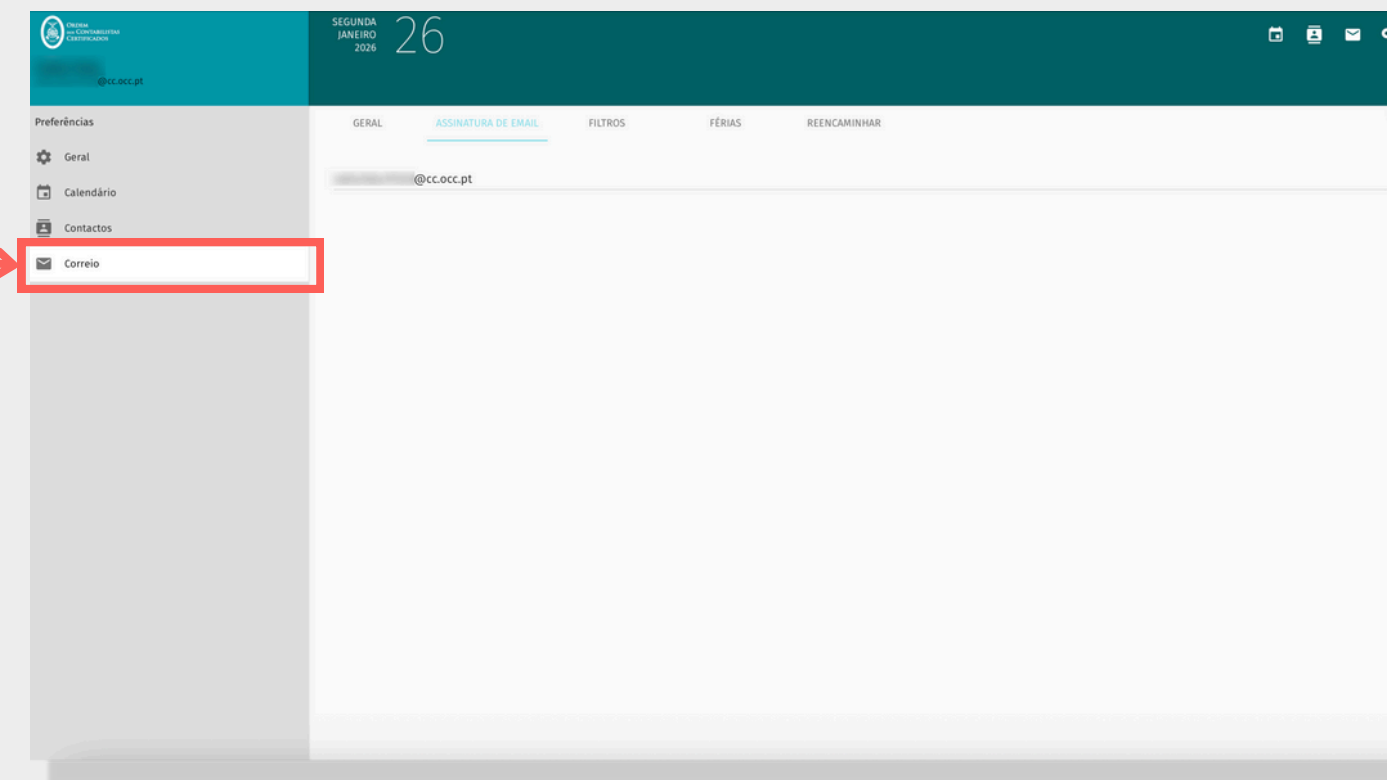 Ordem
dos Contabilistas
Certificados
@cc.occ.pt
SEGUNDA
JANEIRO
2026
26
Preferências
Geral
Calendário
Contactos
Correio
GERAL ASSINATURA DE EMAIL FILTROS FÉRIAS REENCAMINHAR
@cc.occ.pt